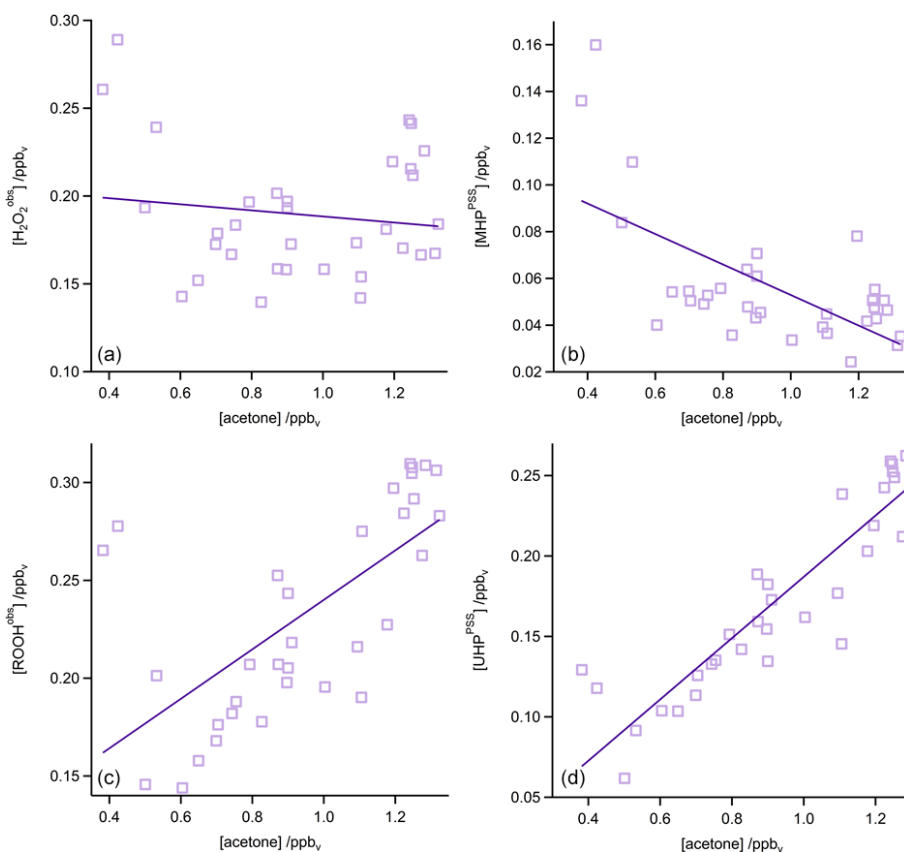 0.30
0.25
0.20
0.15
0.10
[H₂O₂ᵒᵇˢ] /ppbᵥ
(a)
0.4 0.6 0.8 1.0 1.2
[acetone] /ppbᵥ
0.16
0.14
0.12
0.10
0.08
0.06
0.04
0.02
[MHPᴾˢˢ] /ppbᵥ
(b)
0.4 0.6 0.8 1.0 1.2
[acetone] /ppbᵥ
0.30
0.25
0.20
0.15
[ROOHᵒᵇˢ] /ppbᵥ
(c)
0.4 0.6 0.8 1.0 1.2
[acetone] /ppbᵥ
0.25
0.20
0.15
0.10
0.05
[UHPᴾˢˢ] /ppbᵥ
(d)
0.4 0.6 0.8 1.0 1.2
[acetone] /ppbᵥ